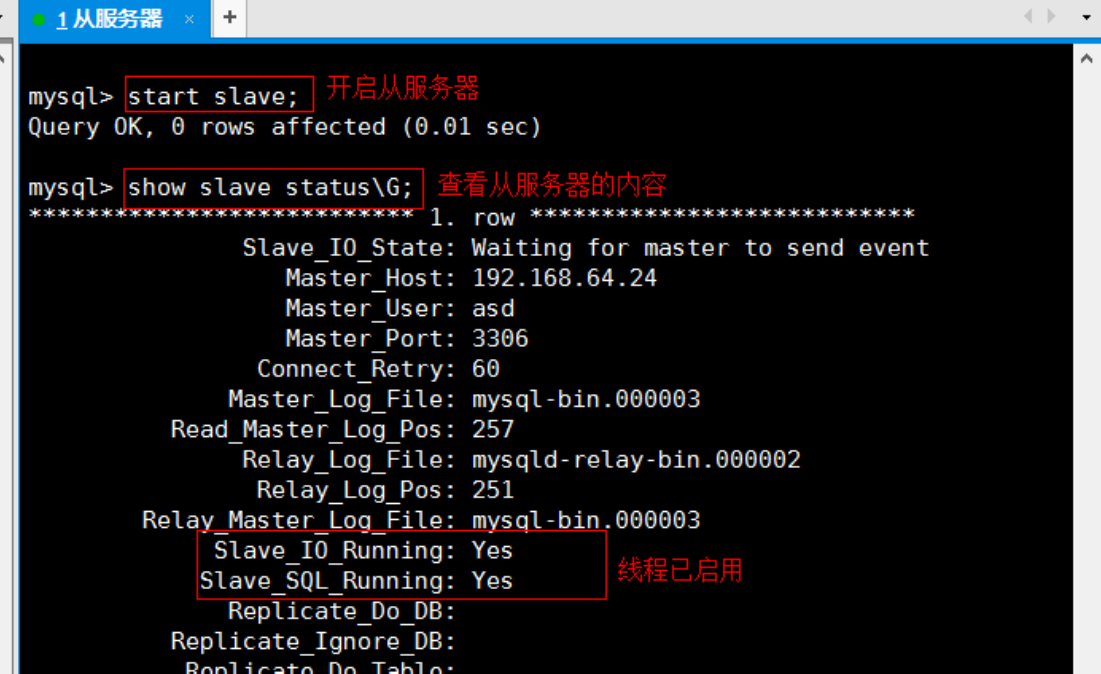 1 从服务器 × +
mysql> start slave; 开启从服务器
Query OK, 0 rows affected (0.01 sec)
mysql> show slave status\G; 查看从服务器的内容
*************************** 1. row ***************************
Slave_IO_State: Waiting for master to send event
Master_Host: 192.168.64.24
Master_User: asd
Master_Port: 3306
Connect_Retry: 60
Master_Log_File: mysql-bin.000003
Read_Master_Log_Pos: 257
Relay_Log_File: mysqld-relay-bin.000002
Relay_Log_Pos: 251
Relay_Master_Log_File: mysql-bin.000003
Slave_IO_Running: Yes
Slave_SQL_Running: Yes 线程已启用
Replicate_Do_DB:
Replicate_Ignore_DB:
Replicate_Do_Table: